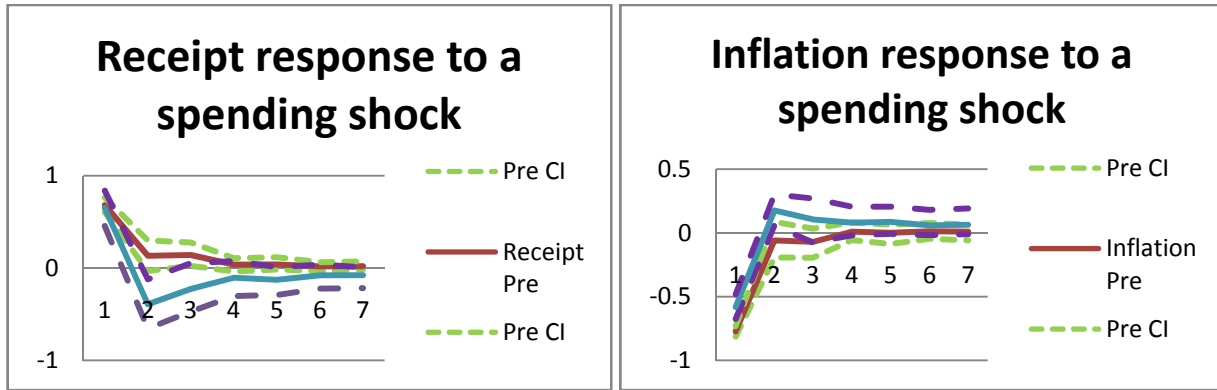 Receipt response to a
spending shock
1
0
-1
1 2 3 4 5 6 7
Pre CI
Receipt
Pre
Pre CI
Inflation response to a
spending shock
0.5
0
-0.5
-1
1 2 3 4 5 6 7
Pre CI
Inflation
Pre
Pre CI